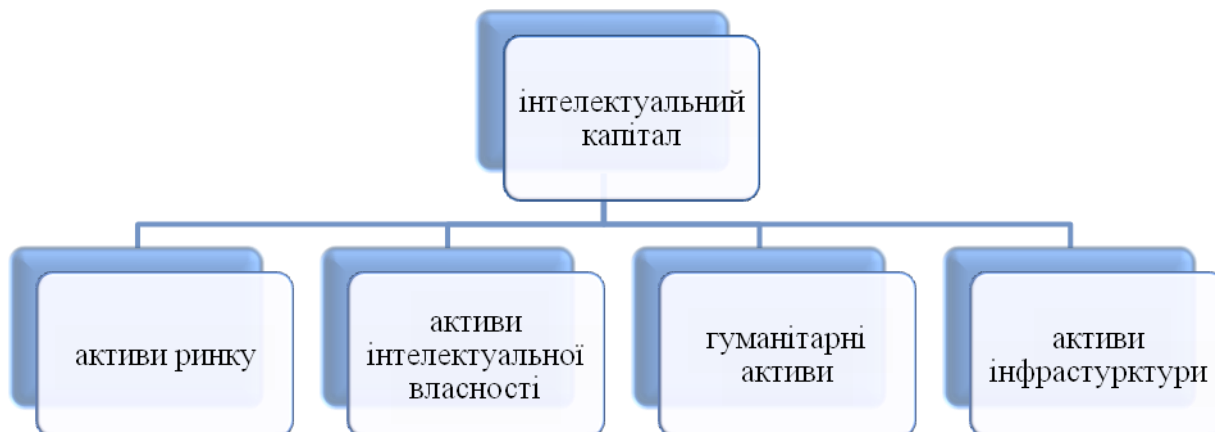 інтелектуальний
капітал
активи ринку
активи
інтелектуальної
власності
гуманітарні
активи
активи
інфрастурктури